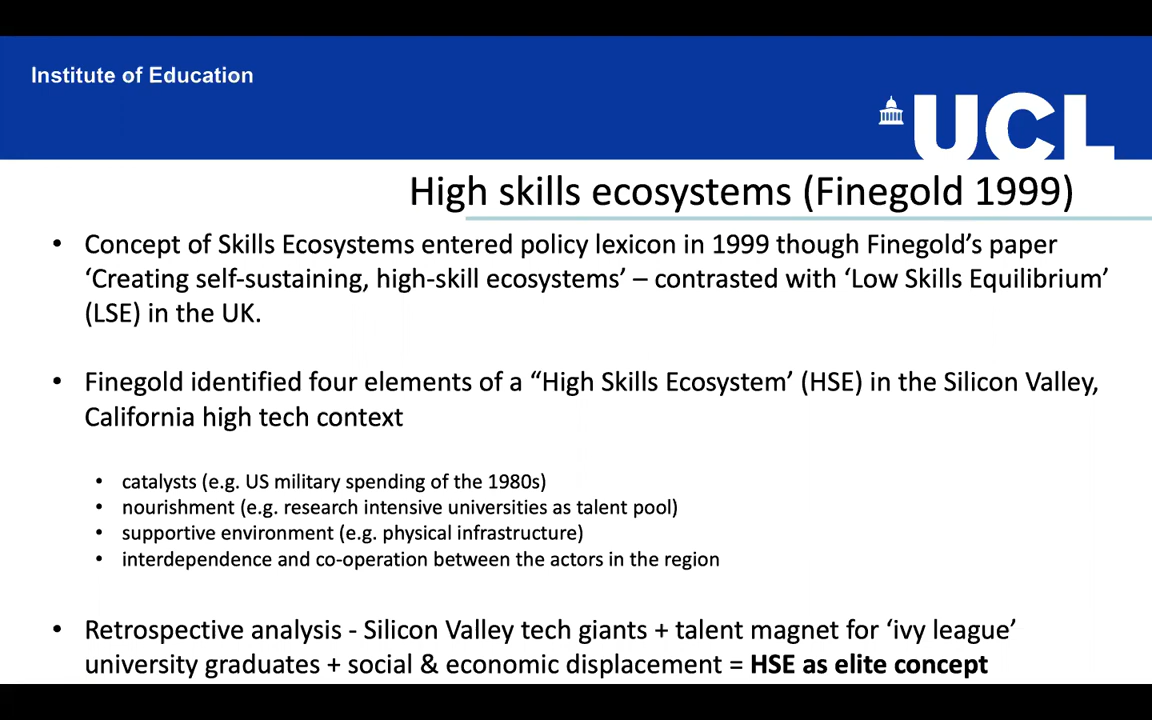 Institute of Education
UCL
High skills ecosystems (Finegold 1999)
• Concept of Skills Ecosystems entered policy lexicon in 1999 though Finegold’s paper
‘Creating self-sustaining, high-skill ecosystems’ – contrasted with ‘Low Skills Equilibrium’
(LSE) in the UK.
• Finegold identified four elements of a “High Skills Ecosystem’ (HSE) in the Silicon Valley,
California high tech context
• catalysts (e.g. US military spending of the 1980s)
• nourishment (e.g. research intensive universities as talent pool)
• supportive environment (e.g. physical infrastructure)
• interdependence and co-operation between the actors in the region
• Retrospective analysis - Silicon Valley tech giants + talent magnet for ‘ivy league’
university graduates + social & economic displacement = HSE as elite concept